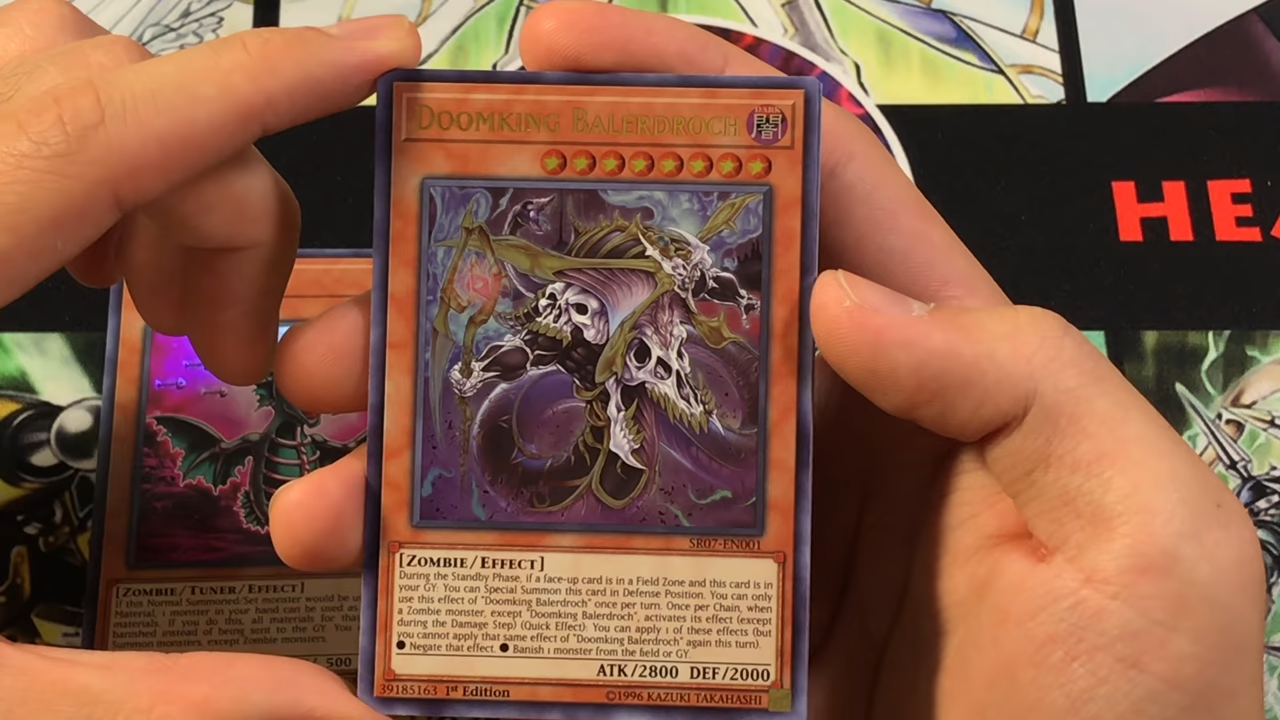 DOOMKING BALERDROCH
DARK
闇
HEA
SR07-EN001
[ZOMBIE/EFFECT]
During the Standby Phase, if a face-up card is in a Field Zone and this card is in
your GY: You can Special Summon this card in Defense Position. You can only
use this effect of "Doomking Balerdroch" once per turn. Once per Chain, when
a Zombie monster, except "Doomking Balerdroch", activates its effect (except
during the Damage Step) (Quick Effect): You can apply 1 of these effects (but
you cannot apply that same effect of "Doomking Balerdroch" again this turn).
● Negate that effect. ● Banish 1 monster from the field or GY.
ATK/2800 DEF/2000
39185163 1st Edition
©1996 KAZUKI TAKAHASHI
[ZOMBIE/TUNER/EFFECT]
If this Normal Summoned/Set monster would be us
Material, 1 monster in your hand can be used as
materials. If you do this, all materials for tha
banished instead of being sent to the GY. You
Summon monsters, except Zombie monsters.
500